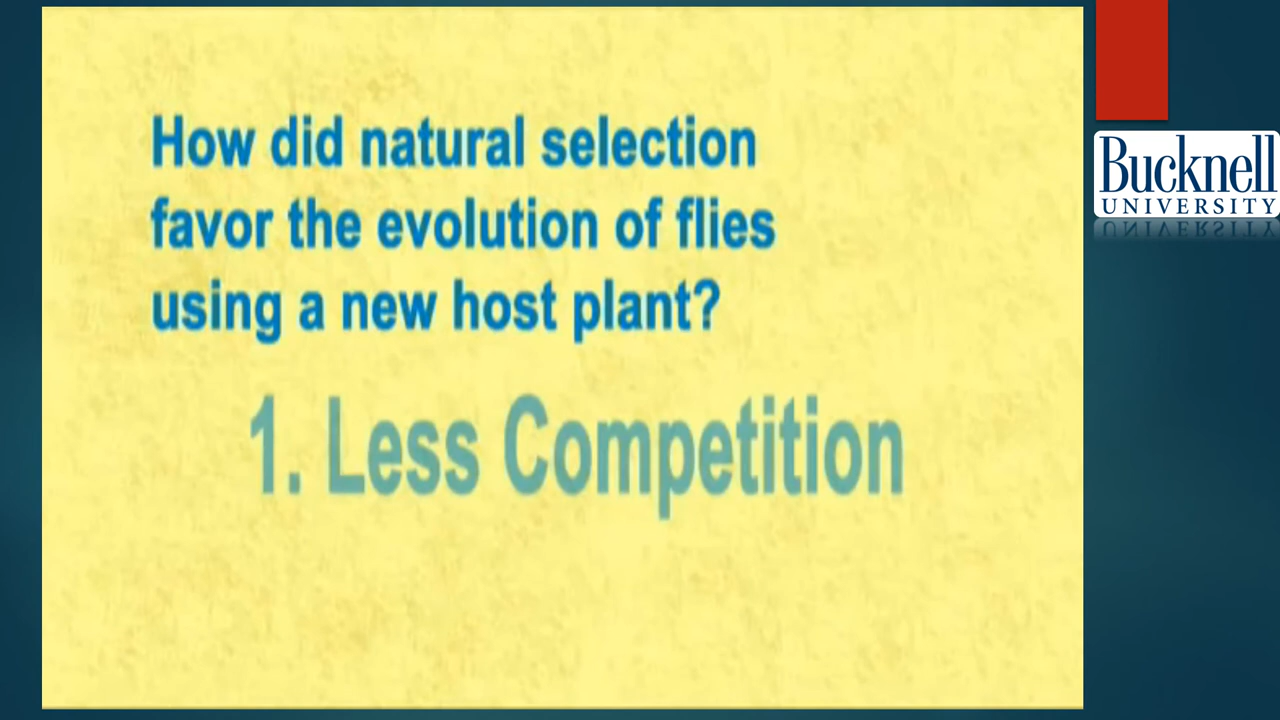 How did natural selection
favor the evolution of flies
using a new host plant?
1. Less Competition
Bucknell
UNIVERSITY